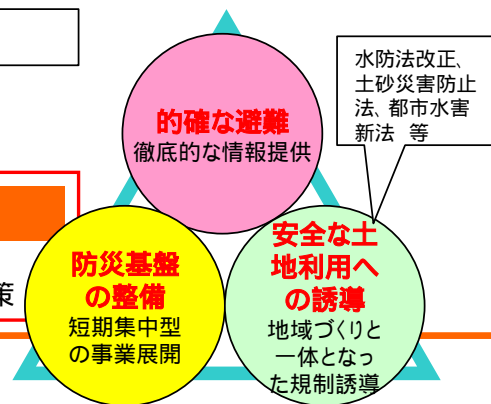 水防法改正、
土砂災害防止
法、都市水害
新法 等
的確な避難
徹底的な情報提供
防災基盤
の整備
短期集中型
の事業展開
安全な土
地利用へ
の誘導
地域づくりと
一体となっ
た規制誘導
策